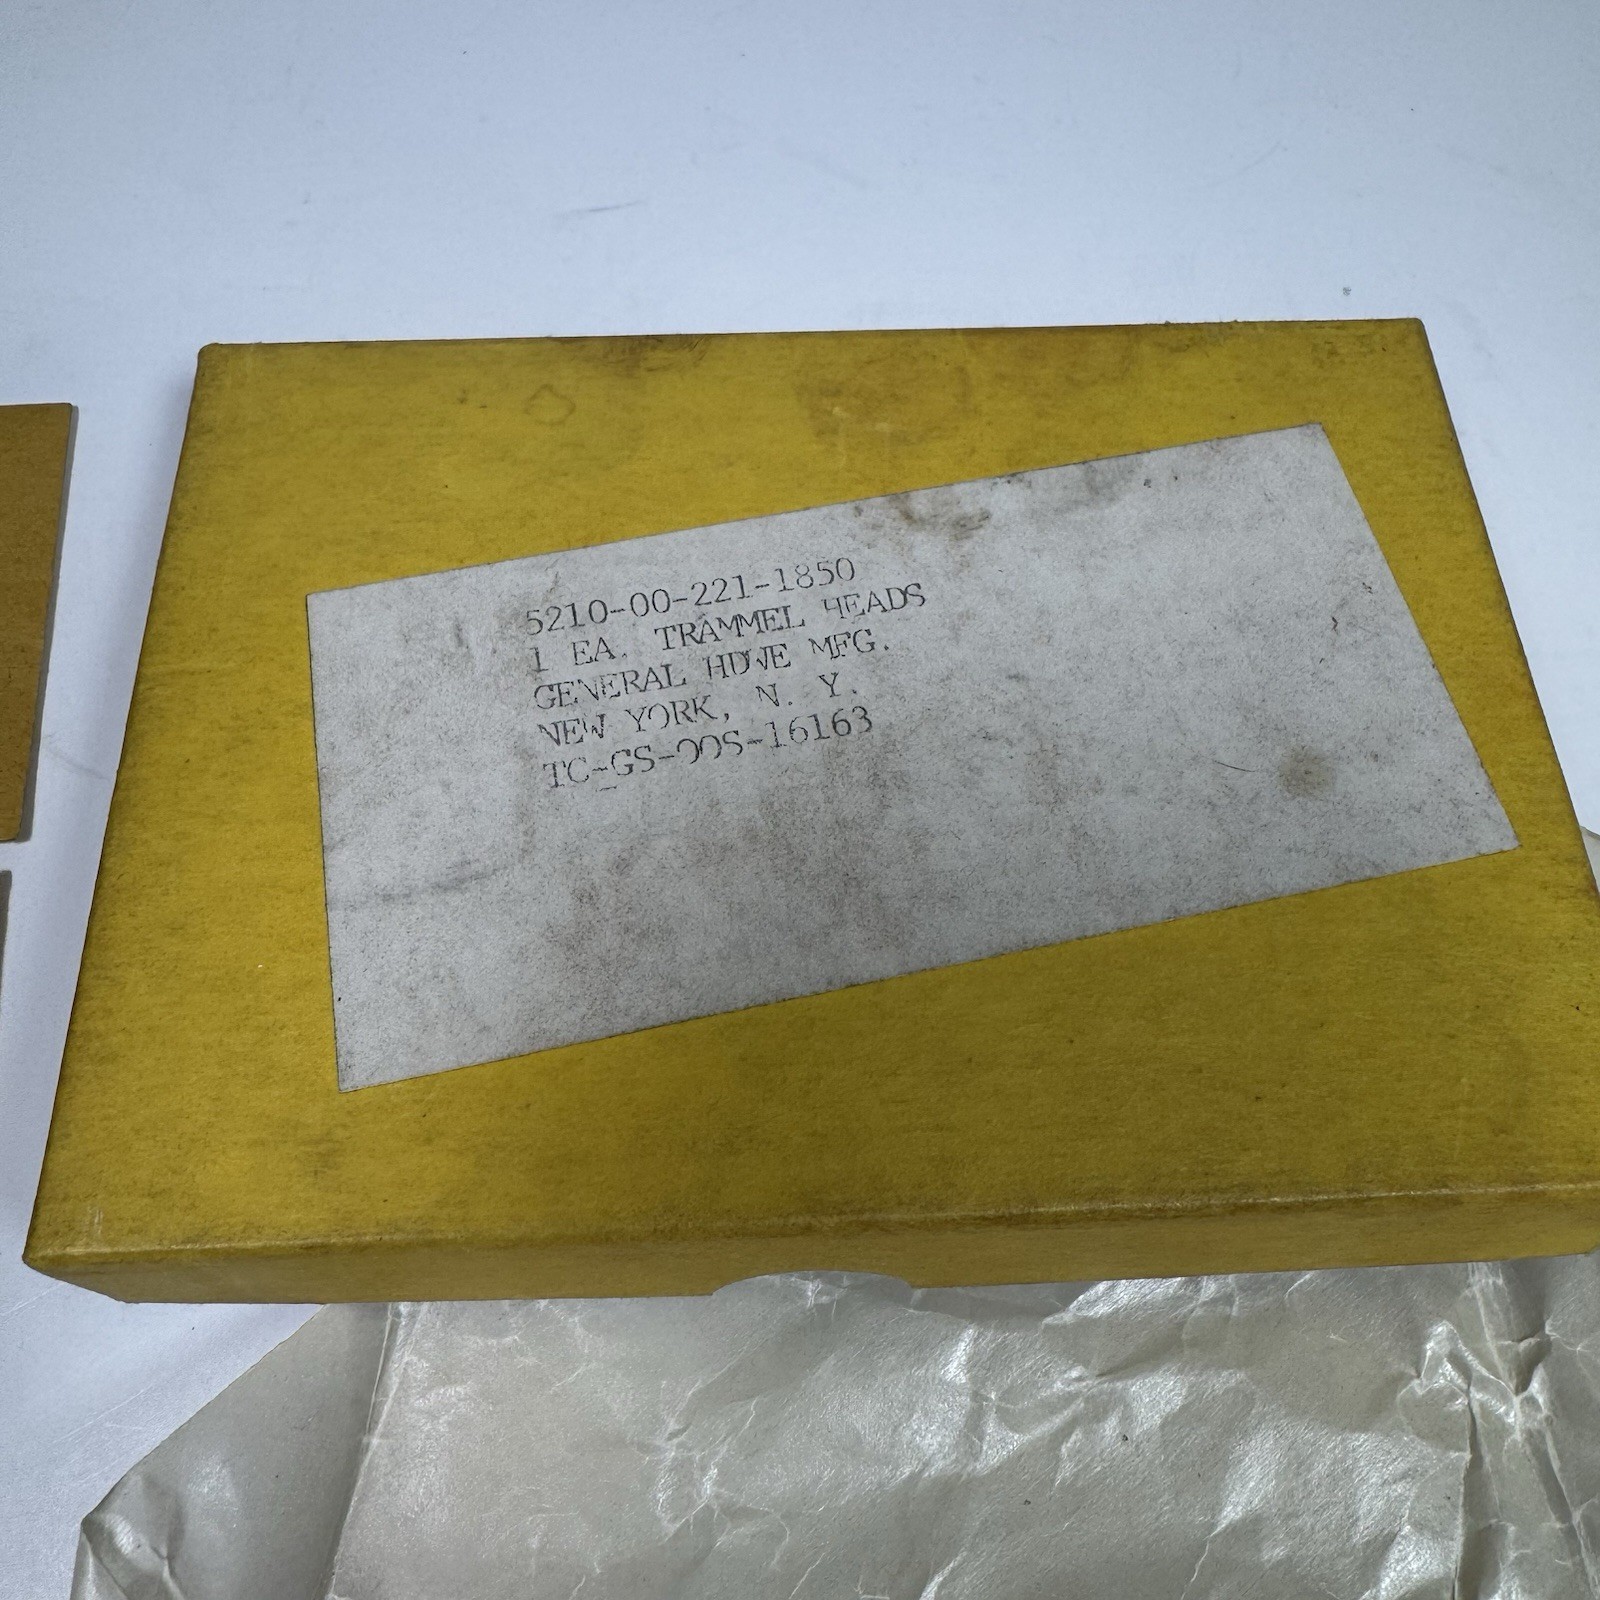 5210-00-221-1850
1 EA. TRAMMEL HEADS
GENERAL HDWE MFG.
NEW YORK, N. Y.
TC-GS-00S-16163